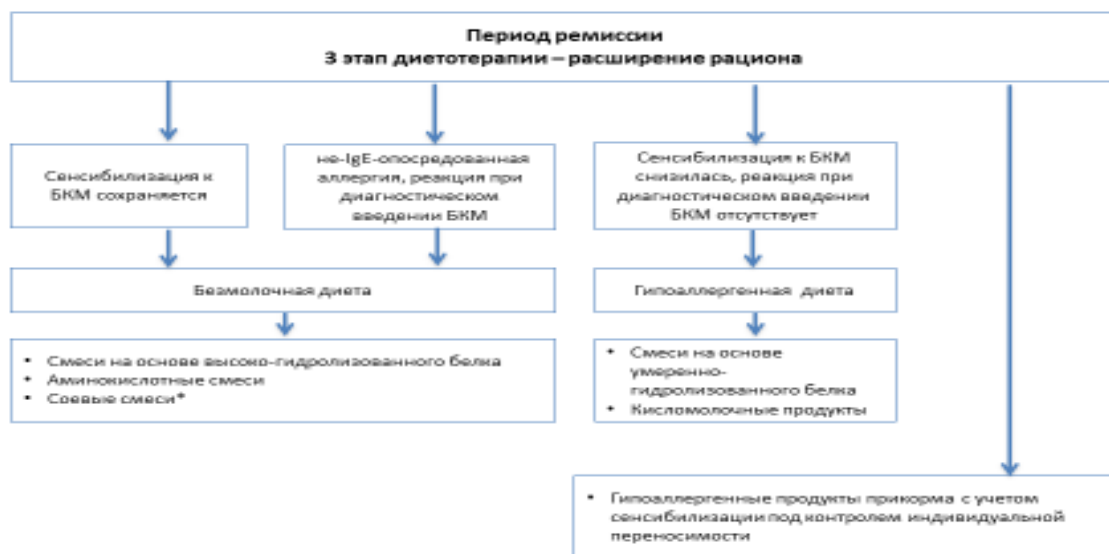 Период ремиссии
3 этап диетотерапии – расширение рациона
Сенсибилизация к
БКМ сохраняется
не-IgE-опосредованная
аллергия, реакция при
диагностическом
введении БКМ
Сенсибилизация к БКМ
снизилась, реакция при
диагностическом введении
БКМ отсутствует
Безмолочная диета
Гипоаллергенная диета
• Смеси на основе высоко-гидролизованного белка
• Аминокислотные смеси
• Соевые смеси*
• Смеси на основе
умеренно-
гидролизованного белка
• Кисломолочные продукты
• Гипоаллергенные продукты прикорма с учетом
сенсибилизации под контролем индивидуальной
переносимости